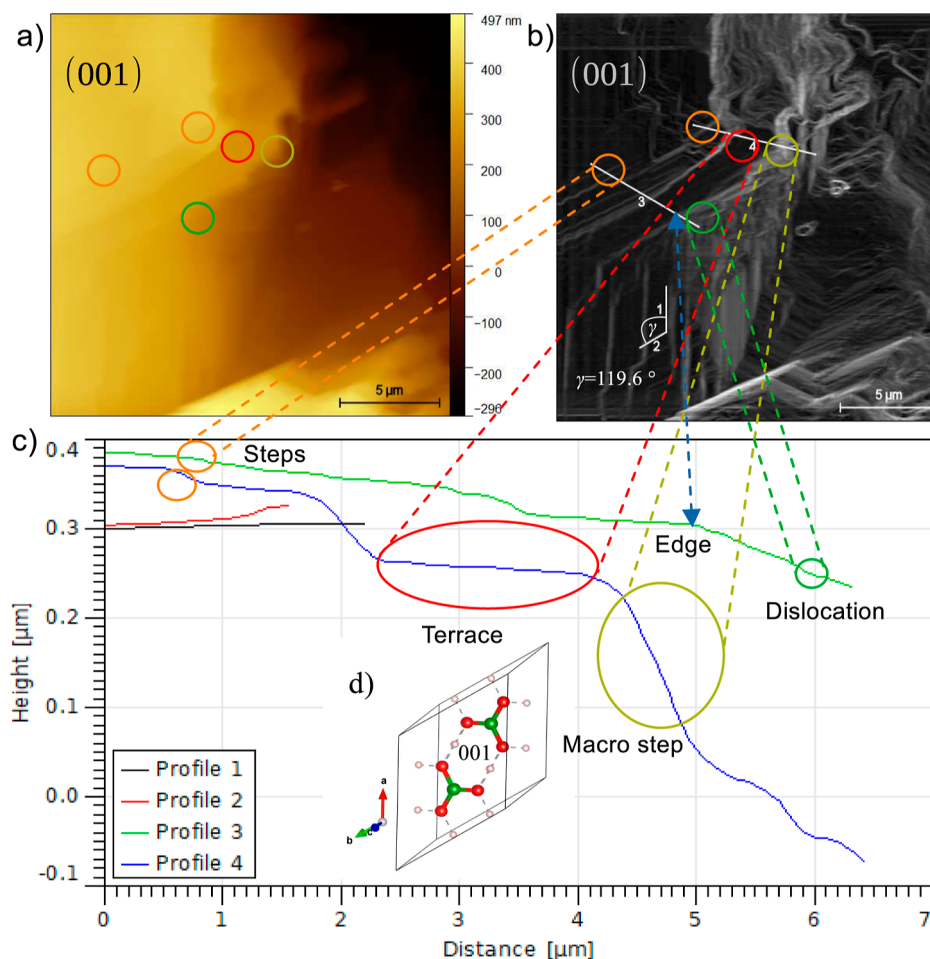 a)
(001)
497 nm
400
300
200
100
0
−100
−200
−296
5 µm
b)
(001)
4
3
1
γ
2
γ=119.6 °
5 µm
c)
0.4
0.3
0.2
0.1
0.0
-0.1
Height [µm]
Steps
Edge
Dislocation
Terrace
Macro step
d)
001
a
b
c
Profile 1
Profile 2
Profile 3
Profile 4
0 1 2 3 4 5 6 7
Distance [µm]